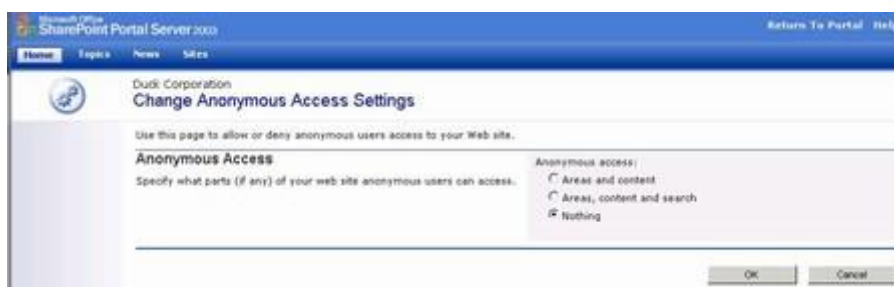 Microsoft Office
SharePoint Portal Server 2003
Return To Portal Help
Home Topics News Sites
Duck Corporation
Change Anonymous Access Settings
Use this page to allow or deny anonymous users access to your Web site.
Anonymous Access
Specify what parts (if any) of your web site anonymous users can access.
Anonymous access:
Areas and content
Areas, content and search
Nothing
OK Cancel